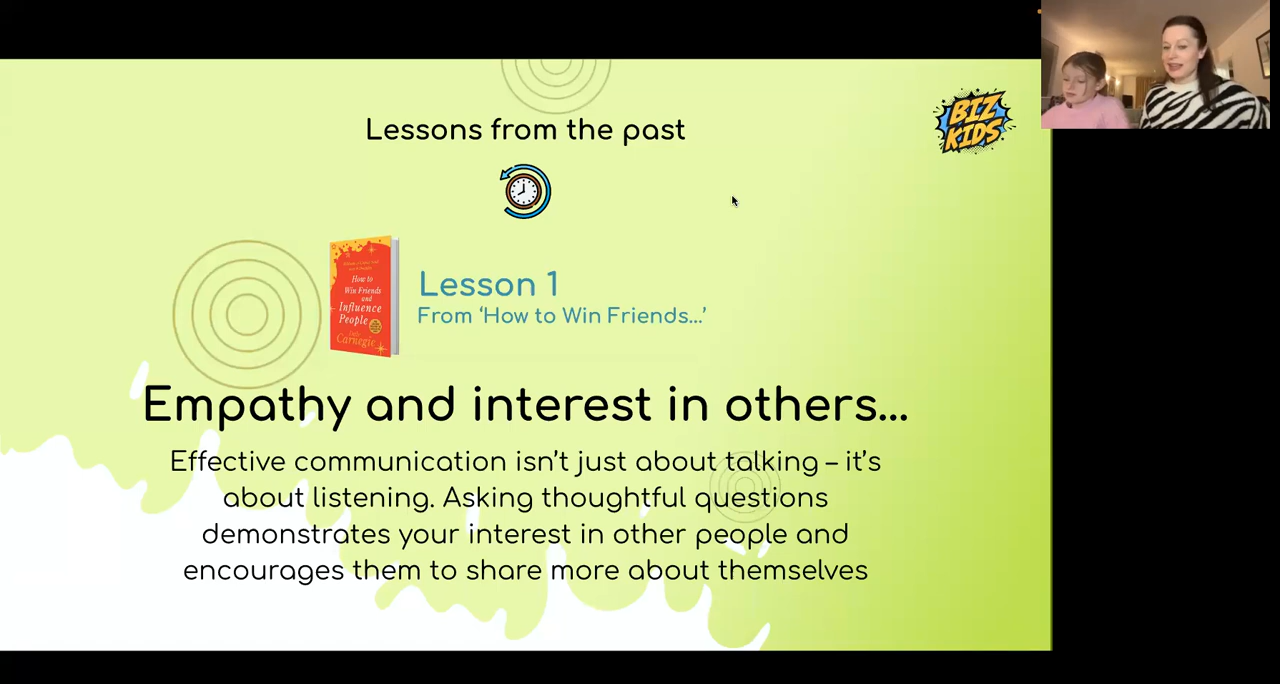 Lessons from the past
BIZ
KIDS
How to
Win Friends
and
Influence
People
Carnegie
Lesson 1
From ‘How to Win Friends...’
Empathy and interest in others...
Effective communication isn’t just about talking – it’s
about listening. Asking thoughtful questions
demonstrates your interest in other people and
encourages them to share more about themselves